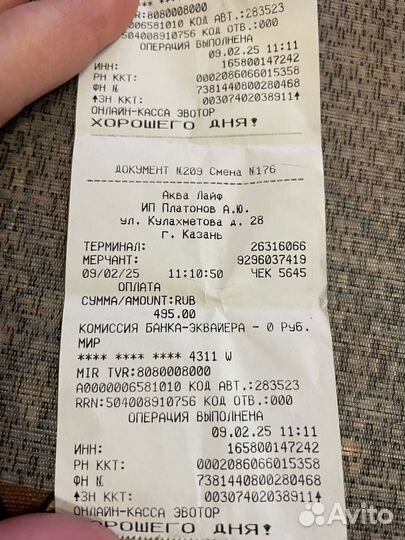 **** 
MIR TVR:8080008000
A0000006581010 КОД АВТ.:283523
RRN:504008910756 КОД ОТВ.:000
ОПЕРАЦИЯ ВЫПОЛНЕНА
09.02.25 11:11
ИНН: 165800147242
РН ККТ: 0002086066015358
ФН №: 7381440800280468
↑ЗН ККТ: 00307402038911↑
ОНЛАЙН-КАССА ЭВОТОР
ХОРОШЕГО ДНЯ!
ДОКУМЕНТ №209 Смена №176
Аква Лайф
ИП Платонов А.Ю.
ул. Кулахметова д. 28
г. Казань
ТЕРМИНАЛ: 26316066
МЕРЧАНТ: 9296037419
09/02/25 11:10:50 ЧЕК 5645
ОПЛАТА
СУММА/AMOUNT:RUB
495.00
КОМИССИЯ БАНКА-ЭКВАЙЕРА - 0 Руб.
МИР
**** **** **** 4311 W
MIR TVR:8080008000
A0000006581010 КОД АВТ.:283523
RRN:504008910756 КОД ОТВ.:000
ОПЕРАЦИЯ ВЫПОЛНЕНА
09.02.25 11:11
ИНН: 165800147242
РН ККТ: 0002086066015358
ФН № 7381440800280468
↑ЗН ККТ: 00307402038911↑
ОНЛАЙН-КАССА ЭВОТОР
ХОРОШЕГО ДНЯ!
Avito